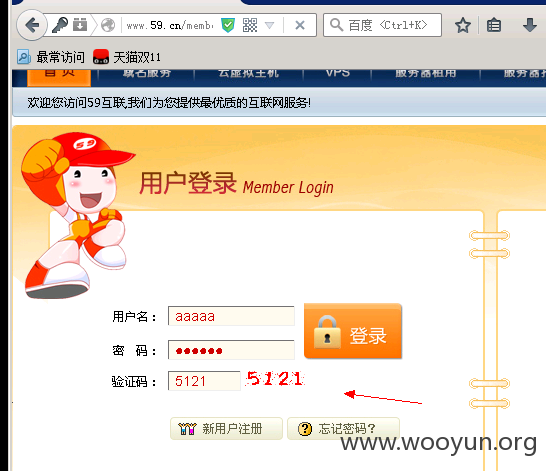 www.59.cn/memb
百度 <Ctrl+K>
最常访问 天猫双11
首页 域名服务 云虚拟主机 VPS 服务器租用
欢迎您访问59互联,我们为您提供最优质的互联网服务!
59
用户登录 Member Login
用户名： aaaaa
登录
密 码： ●●●●●●
验证码： 5121 5121
新用户注册 忘记密码？
www.wooyun.org